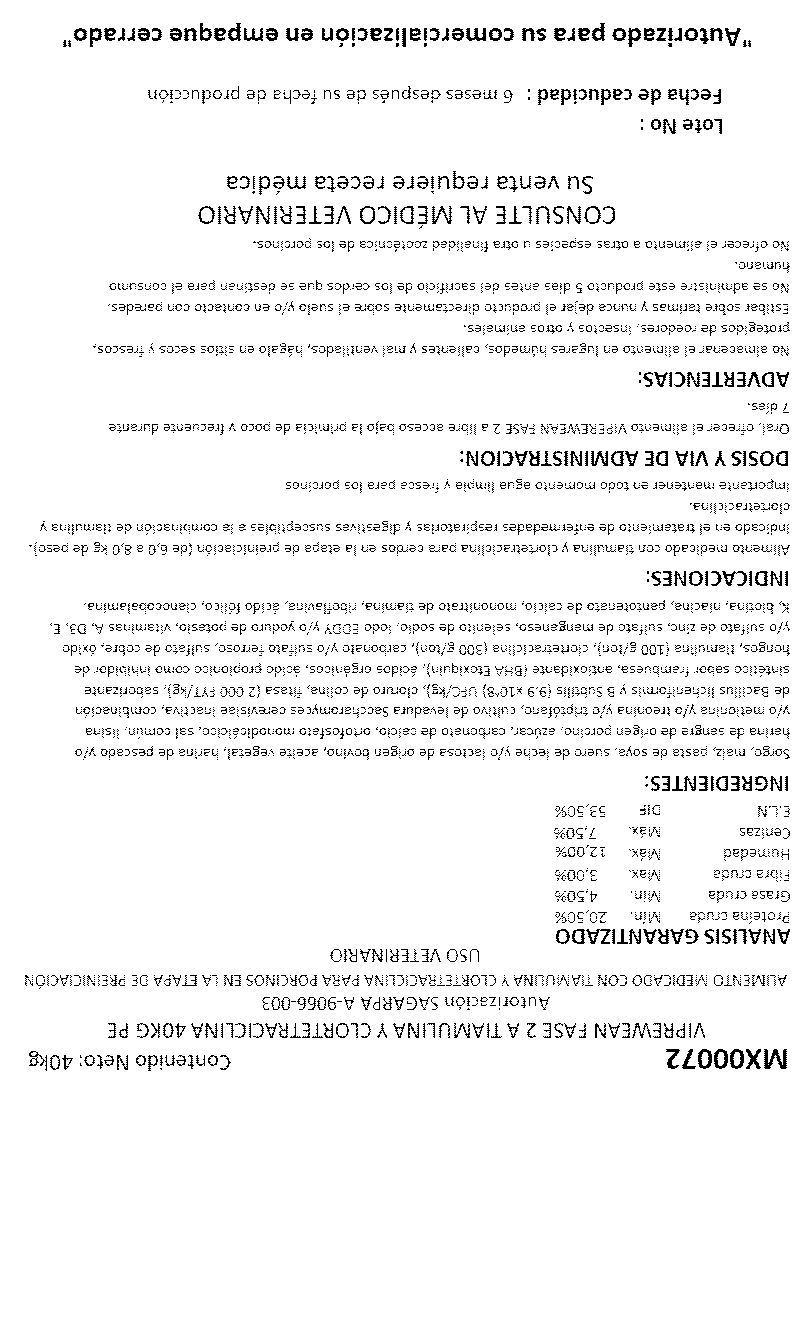 MX00072 Contenido Neto: 40kg
VIPREWEAN FASE 2 A TIAMULINA Y CLORTETRACICLINA 40KG PE
Autorización SAGARPA A-9066-003
ALIMENTO MEDICADO CON TIAMULINA Y CLORTETRACICLINA PARA PORCINOS EN LA ETAPA DE PREINICIACIÓN
USO VETERINARIO
ANALISIS GARANTIZADO
Proteína cruda Mín. 20,50%
Grasa cruda Mín. 4,50%
Fibra cruda Max. 3,00%
Humedad Máx. 12,00%
Cenizas Máx. 7,50%
E.L.N DIF 53,50%
INGREDIENTES:
Sorgo, maíz, pasta de soya, suero de leche y/o lactosa de origen bovino, aceite vegetal, harina de pescado y/o
harina de sangre de origen porcino, azúcar, carbonato de calcio, ortofosfato monodicálcico, sal común, lisina
y/o metionina y/o treonina y/o triptófano, cultivo de levadura Saccharomyces cerevisiae inactiva, combinación
de Bacillus licheniformis y B Subtilis (9.9 x10^8) UFC/kg), cloruro de colina, fitasa (2 000 FYT/kg), saborizante
sintético sabor frambuesa, antioxidante (BHA Etoxiquin), ácidos orgánicos, ácido propionico como inhibidor de
hongos, tiamulina (100 g/ton), clortetraciclina (300 g/ton), carbonato y/o sulfato ferroso, sulfato de cobre, óxido
y/o sulfato de zinc, sulfato de manganeso, selenito de sodio, Iodo EDDY y/o yoduro de potasio, vitaminas A, D3, E,
K, biotina, niacina, pantotenato de calcio, mononitrato de tiamina, riboflavina, ácido fólico, cianocobalamina.
INDICACIONES:
Alimento medicado con tiamulina y clortetraciclina para cerdos en la etapa de preiniciación (de 6,0 a 8,0 kg de peso).
Indicado en el tratamiento de enfermedades respiratorias y digestivas susceptibles a la combinación de tiamulina y
clortetraciclina.
Importante mantener en todo momento agua limpia y fresca para los porcinos
DOSIS Y VIA DE ADMINISTRACION:
Oral, ofrecer el alimento VIPEREWEAN FASE 2 a libre acceso bajo la primicia de poco y frecuente durante
7 días.
ADVERTENCIAS:
No almacenar el alimento en lugares húmedos, calientes y mal ventilados, hágalo en sitios secos y frescos,
protegidos de roedores, insectos y otros animales.
Estibar sobre tarimas y nunca dejar el producto directamente sobre el suelo y/o en contacto con paredes.
No se administre este producto 5 días antes del sacrificio de los cerdos que se destinan para el consumo
humano.
No ofrecer el alimento a otras especies u otra finalidad zootécnica de los porcinos.
CONSULTE AL MÉDICO VETERINARIO
Su venta requiere receta médica
Lote No :
Fecha de caducidad : 6 meses después de su fecha de producción
"Autorizado para su comercialización en empaque cerrado"